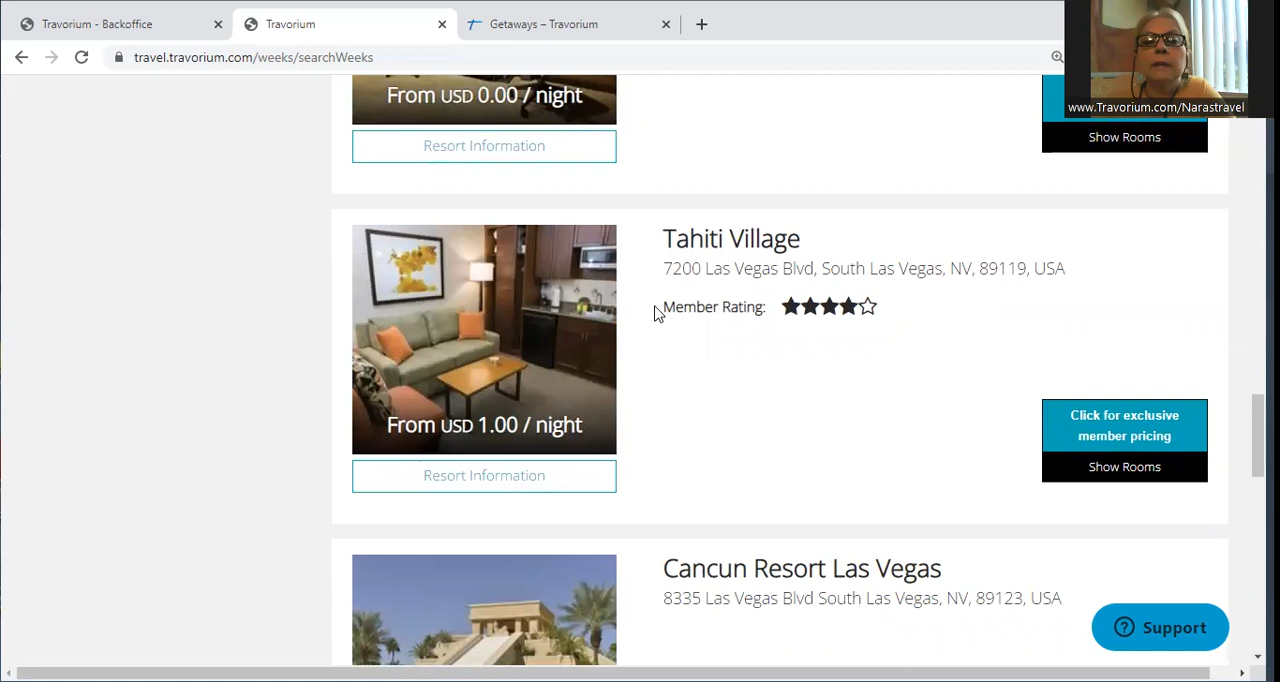 Travorium - Backoffice
Travorium
Getaways – Travorium
travel.travorium.com/weeks/searchWeeks
www.Travorium.com/Narastravel
From USD 0.00 / night
Resort Information
Show Rooms
Tahiti Village
7200 Las Vegas Blvd, South Las Vegas, NV, 89119, USA
Member Rating:
From USD 1.00 / night
Resort Information
Click for exclusive
member pricing
Show Rooms
Cancun Resort Las Vegas
8335 Las Vegas Blvd South Las Vegas, NV, 89123, USA
Support